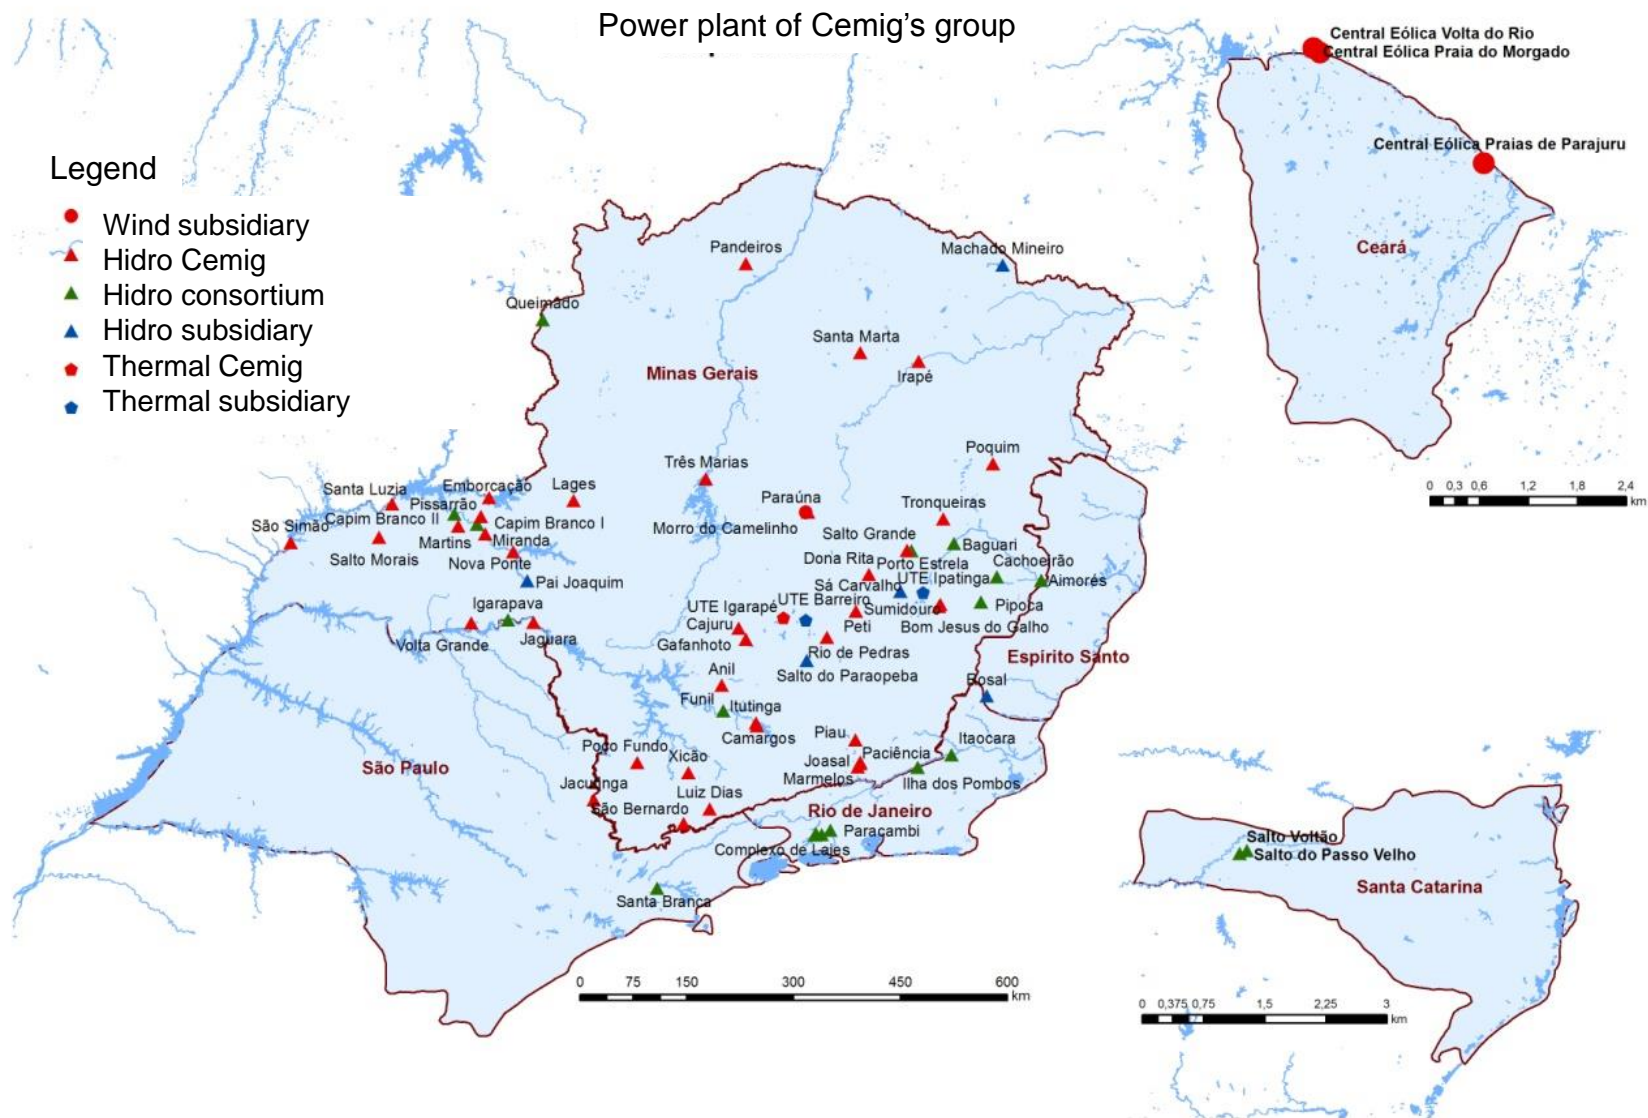 Power plant of Cemig's group
Legend
Wind subsidiary
Hidro Cemig
Hidro consortium
Hidro subsidiary
Thermal Cemig
Thermal subsidiary
Central Eólica Volta do Rio
Central Eólica Praia do Morgado
Central Eólica Praias de Parajuru
Ceará
0 0,3 0,6 1,2 1,8 2,4
km
Pandeiros
Machado Mineiro
Queimado
Santa Marta
Minas Gerais
Irapé
Poquim
Três Marias
Santa Luzia
Emborcação
Lages
Pissarrão
Paraúna
Tronqueiras
São Simão
Capim Branco II
Capim Branco I
Morro do Camelinho
Salto Grande
Martins
Miranda
Baguari
Salto Morais
Nova Ponte
Dona Rita
Porto Estrela
Cachoeirão
Pai Joaquim
Sá Carvalho
UTE Ipatinga
Aimorés
Igarapava
UTE Igarapé
UTE Barreiro
Sumidouro
Pipoca
Cajuru
Peti
Bom Jesus do Galho
Volta Grande
Jaguara
Gafanhoto
Rio de Pedras
Espírito Santo
Anil
Salto do Paraopeba
Rosal
Funil
Itutinga
Camargos
Piau
Itaocara
Poço Fundo
Xicão
Paciência
Joasal
São Paulo
Marmelos
Ilha dos Pombos
Jacutinga
Luiz Dias
São Bernardo
Rio de Janeiro
Paracambi
Complexo de Lajes
Santa Branca
0 75 150 300 450 600
km
Salto Voltão
Salto do Passo Velho
Santa Catarina
0 0,375 0,75 1,5 2,25 3
km